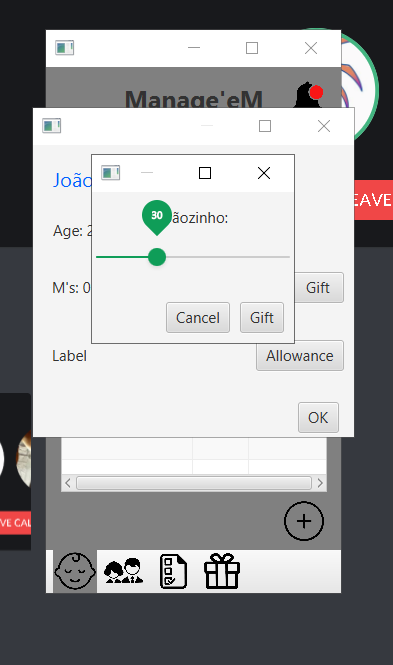 Manage'eM
EAVE
João
30
ãozinho:
Age: 2
M's: 0
Gift
Cancel
Gift
Label
Allowance
OK
VE CAL